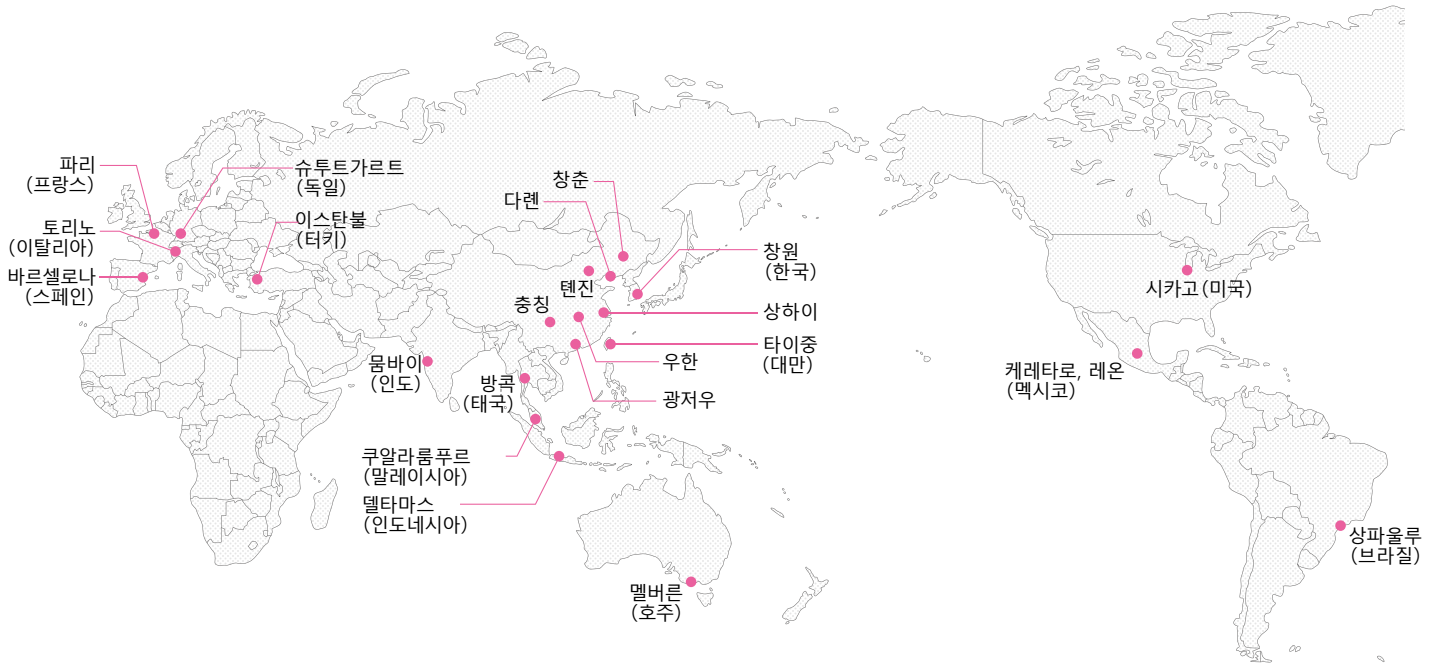 파리
(프랑스)
슈투트가르트
(독일)
토리노
(이탈리아)
이스탄불
(터키)
바르셀로나
(스페인)
창춘
다롄
창원
(한국)
톈진
충칭
상하이
타이중
(대만)
우한
광저우
뭄바이
(인도)
방콕
(태국)
쿠알라룸푸르
(말레이시아)
델타마스
(인도네시아)
멜버른
(호주)
시카고(미국)
케레타로, 레온
(멕시코)
상파울루
(브라질)